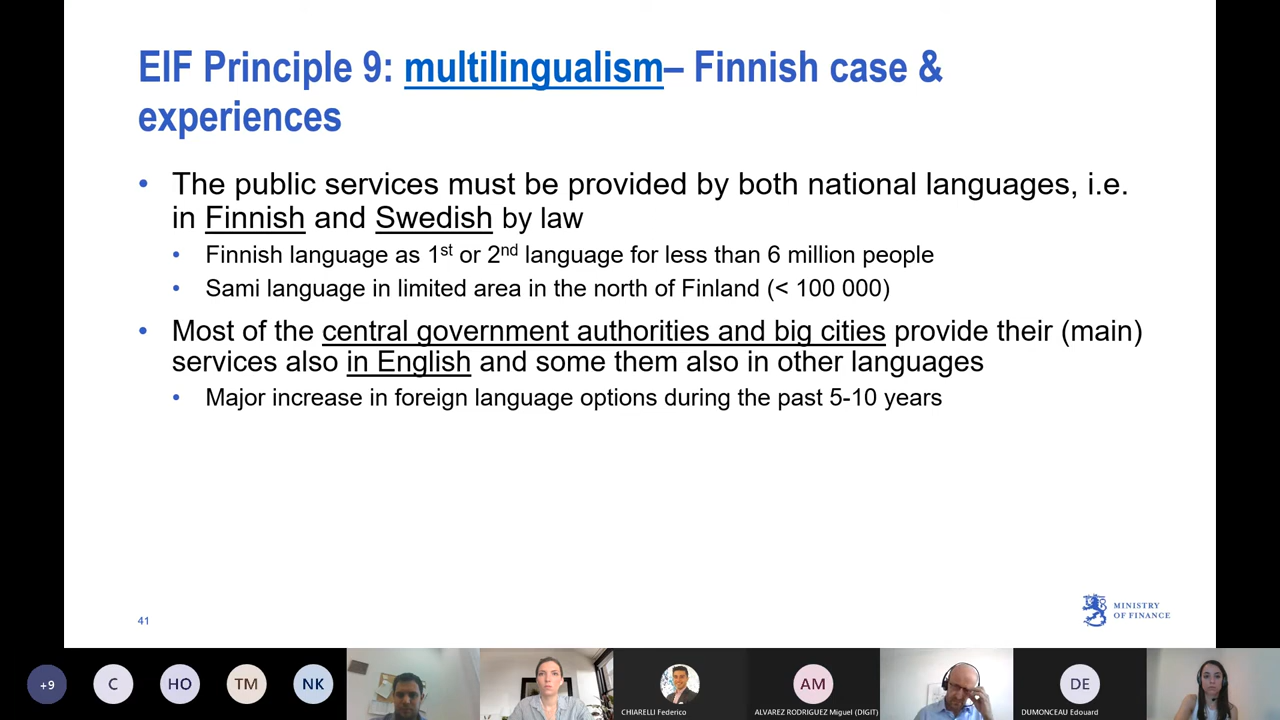 EIF Principle 9: multilingualism– Finnish case &
experiences
• The public services must be provided by both national languages, i.e.
in Finnish and Swedish by law
• Finnish language as 1st or 2nd language for less than 6 million people
• Sami language in limited area in the north of Finland (< 100 000)
• Most of the central government authorities and big cities provide their (main)
services also in English and some them also in other languages
• Major increase in foreign language options during the past 5-10 years
41
MINISTRY
OF FINANCE
+9
C
HO
TM
NK
CHIARELLI Federico
AM
ALVAREZ RODRIGUEZ Miguel (DIGIT)
DE
DUMONCEAU Edouard